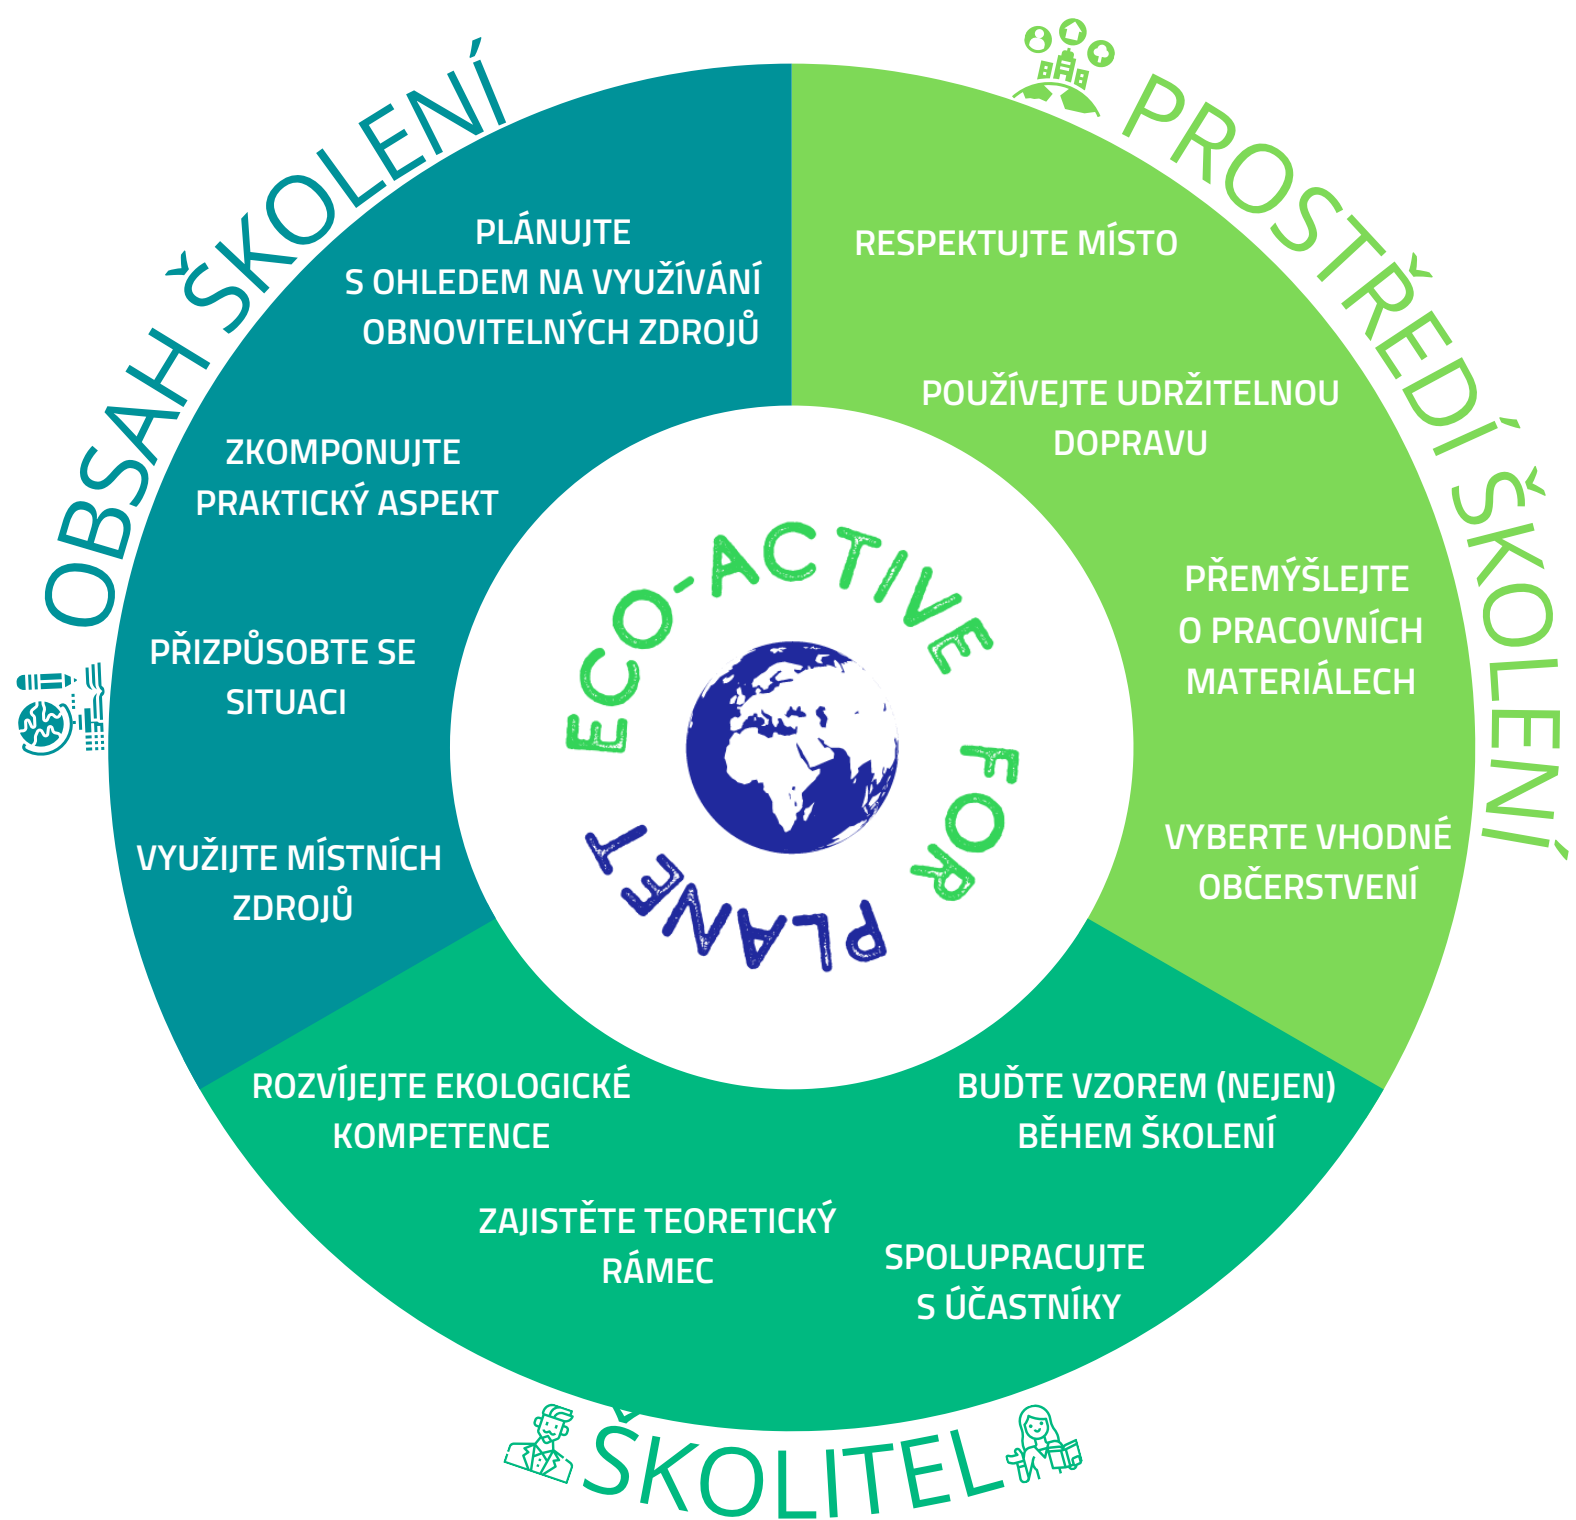 OBSAH ŠKOLENÍ
PLÁNUJTE
S OHLEDEM NA VYUŽÍVÁNÍ
OBNOVITELNÝCH ZDROJŮ
ZKOMPONUJTE
PRAKTICKÝ ASPEKT
PŘIZPŮSOBTE SE
SITUACI
VYUŽIJTE MÍSTNÍCH
ZDROJŮ
PROSTŘEDÍ ŠKOLENÍ
RESPEKTUJTE MÍSTO
POUŽÍVEJTE UDRŽITELNOU
DOPRAVU
PŘEMÝŠLEJTE
O PRACOVNÍCH
MATERIÁLECH
VYBERTE VHODNÉ
OBČERSTVENÍ
ECO-ACTIVE FOR PLANET
ROZVÍJEJTE EKOLOGICKÉ
KOMPETENCE
ZAJISTĚTE TEORETICKÝ
RÁMEC
BUĎTE VZOREM (NEJEN)
BĚHEM ŠKOLENÍ
SPOLUPRACUJTE
S ÚČASTNÍKY
ŠKOLITEL